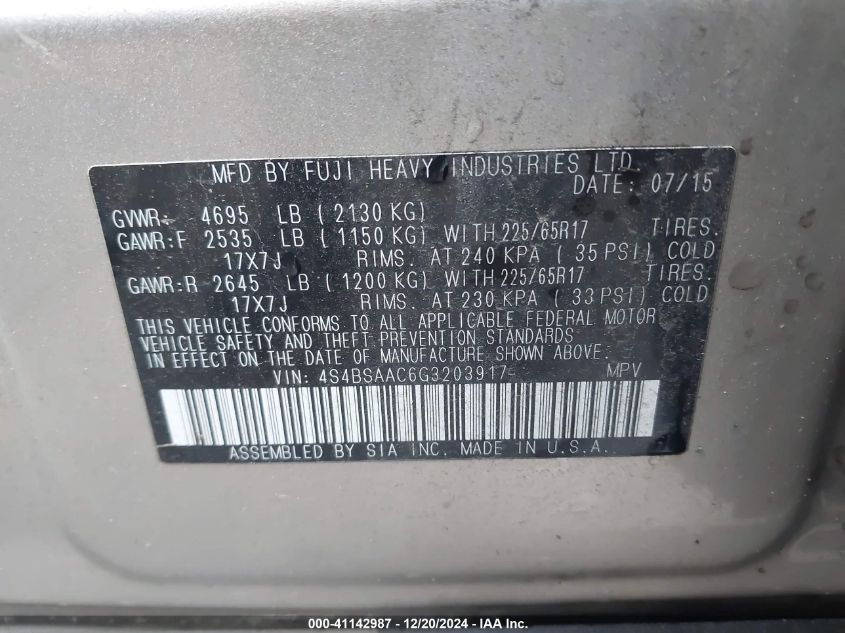 MFD BY FUJI HEAVY INDUSTRIES LTD.
DATE: 07/15
GVWR: 4695 LB (2130 KG)
GAWR:F 2535 LB (1150 KG) WITH 225/65R17 TIRES.
17X7J RIMS. AT 240 KPA (35 PSI) COLD
GAWR:R 2645 LB (1200 KG) WITH 225/65R17 TIRES.
17X7J RIMS. AT 230 KPA (33 PSI) COLD
THIS VEHICLE CONFORMS TO ALL APPLICABLE FEDERAL MOTOR
VEHICLE SAFETY AND THEFT PREVENTION STANDARDS
IN EFFECT ON THE DATE OF MANUFACTURE SHOWN ABOVE.
VIN: 4S4BSAAC6G3203917 MPV
ASSEMBLED BY SIA INC. MADE IN U.S.A.
000-41142987 - 12/20/2024 - IAA Inc.